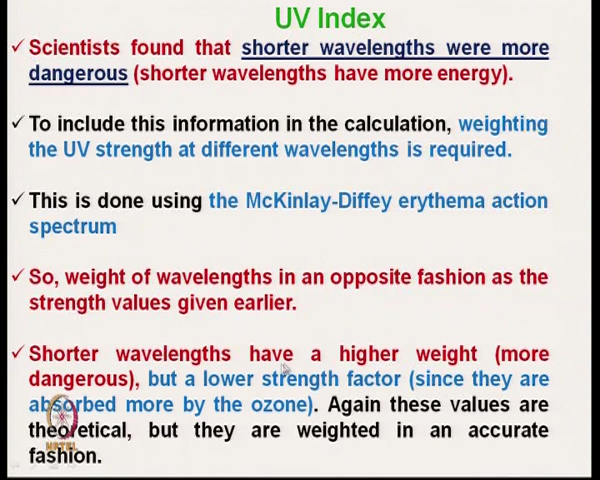 UV Index
✓ Scientists found that shorter wavelengths were more
dangerous (shorter wavelengths have more energy).
✓ To include this information in the calculation, weighting
the UV strength at different wavelengths is required.
✓ This is done using the McKinlay-Diffey erythema action
spectrum
✓ So, weight of wavelengths in an opposite fashion as the
strength values given earlier.
✓ Shorter wavelengths have a higher weight (more
dangerous), but a lower strength factor (since they are
absorbed more by the ozone). Again these values are
theoretical, but they are weighted in an accurate
fashion.
NPTEL